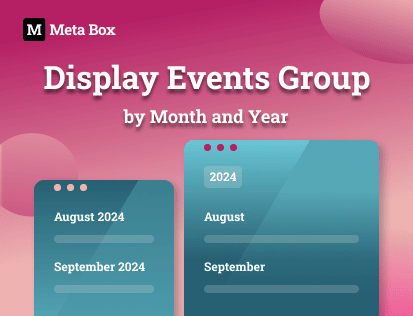 M Meta Box
Display Events Group
by Month and Year
August 2024
September 2024
2024
August
September